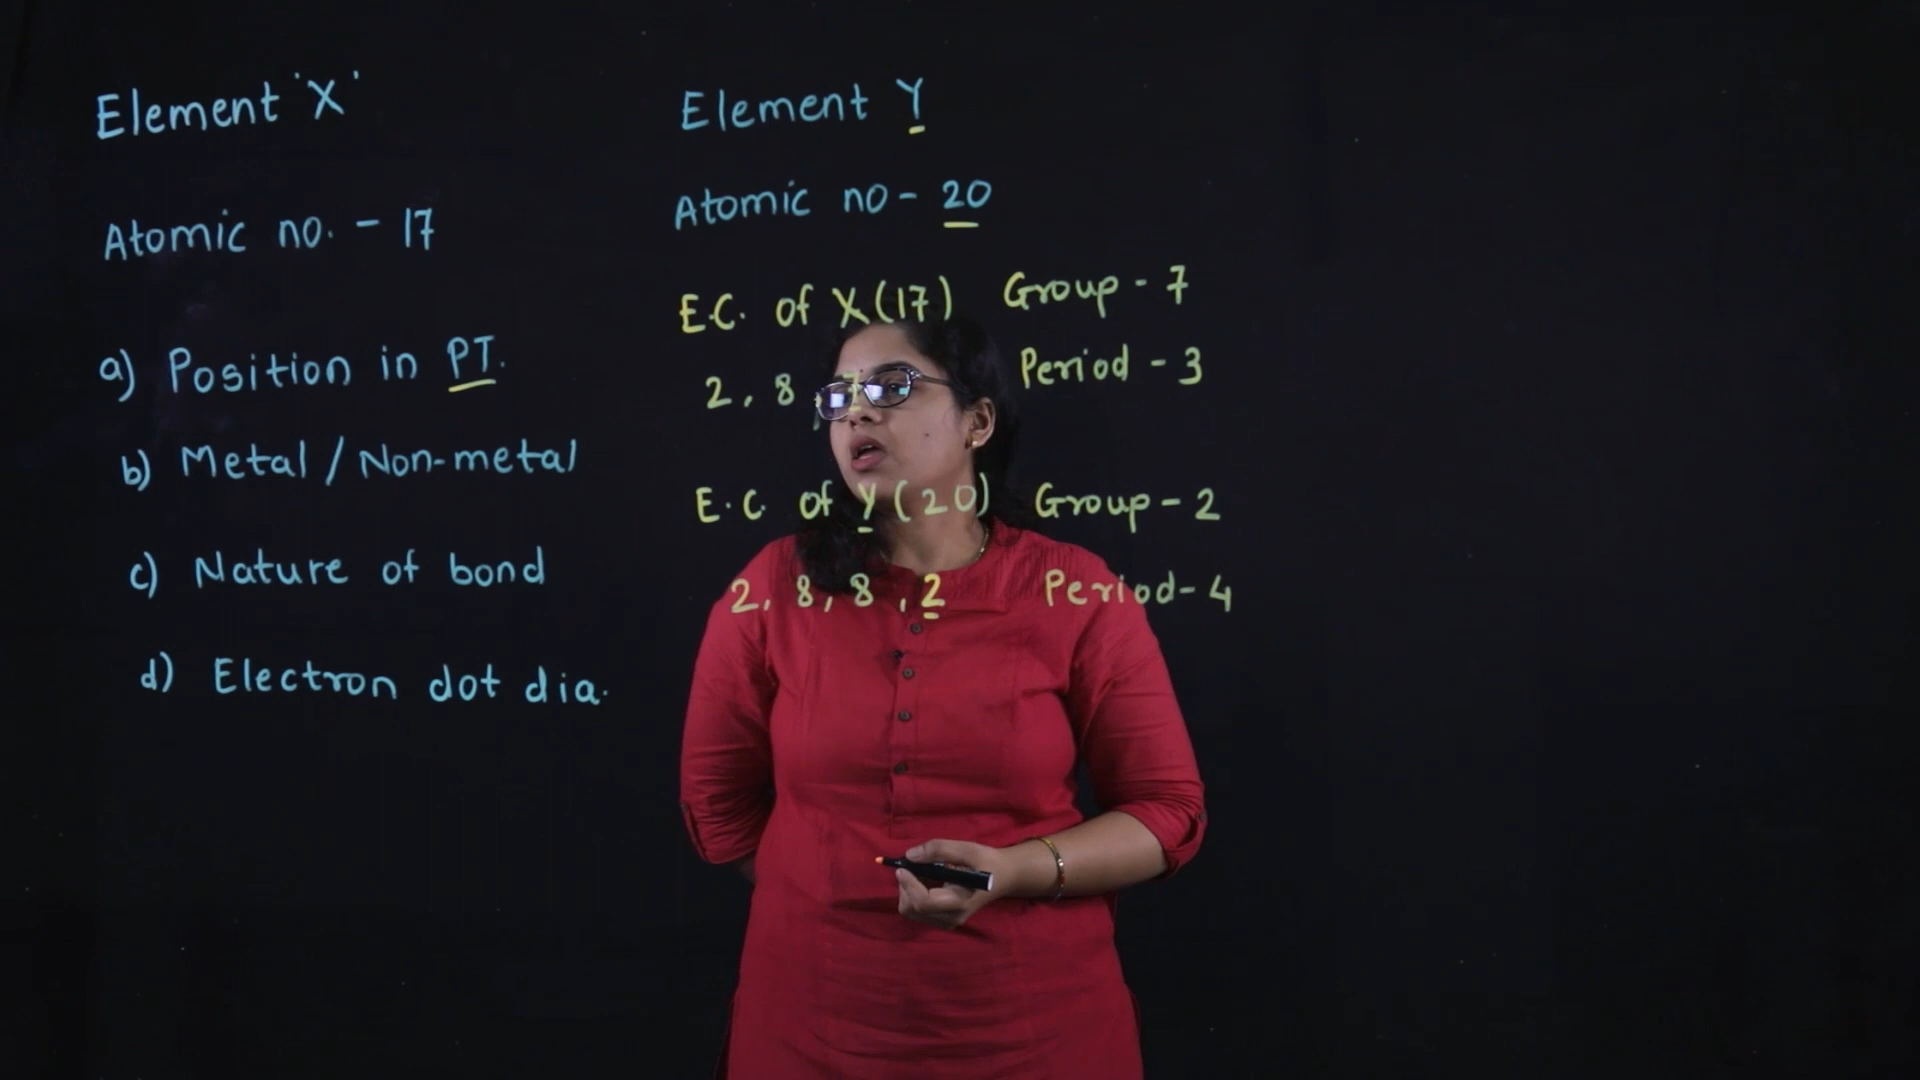 Element 'X'
Atomic no. - 17
a) Position in PT.
b) Metal / Non-metal
c) Nature of bond
d) Electron dot dia.
Element Y
Atomic no - 20
E.C. of X (17) Group - 7
2, 8, 7 Period - 3
E.C. of Y (20) Group - 2
2, 8, 8, 2 Period - 4